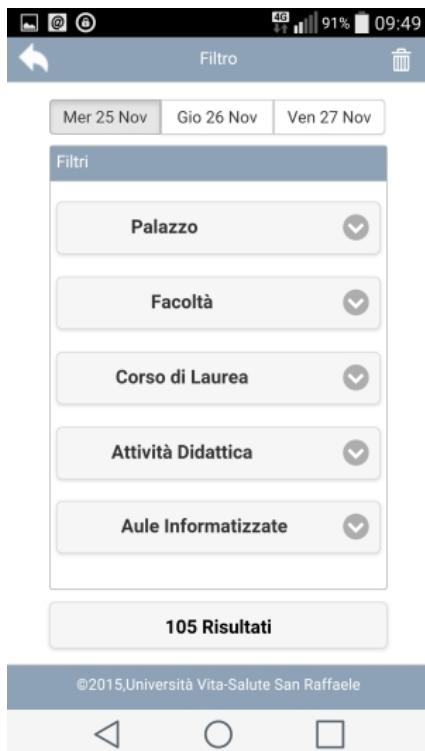 4G 91% 09:49
Filtro
Mer 25 Nov Gio 26 Nov Ven 27 Nov
Filtri
Palazzo
Facoltà
Corso di Laurea
Attività Didattica
Aule Informatizzate
105 Risultati
©2015,Università Vita-Salute San Raffaele